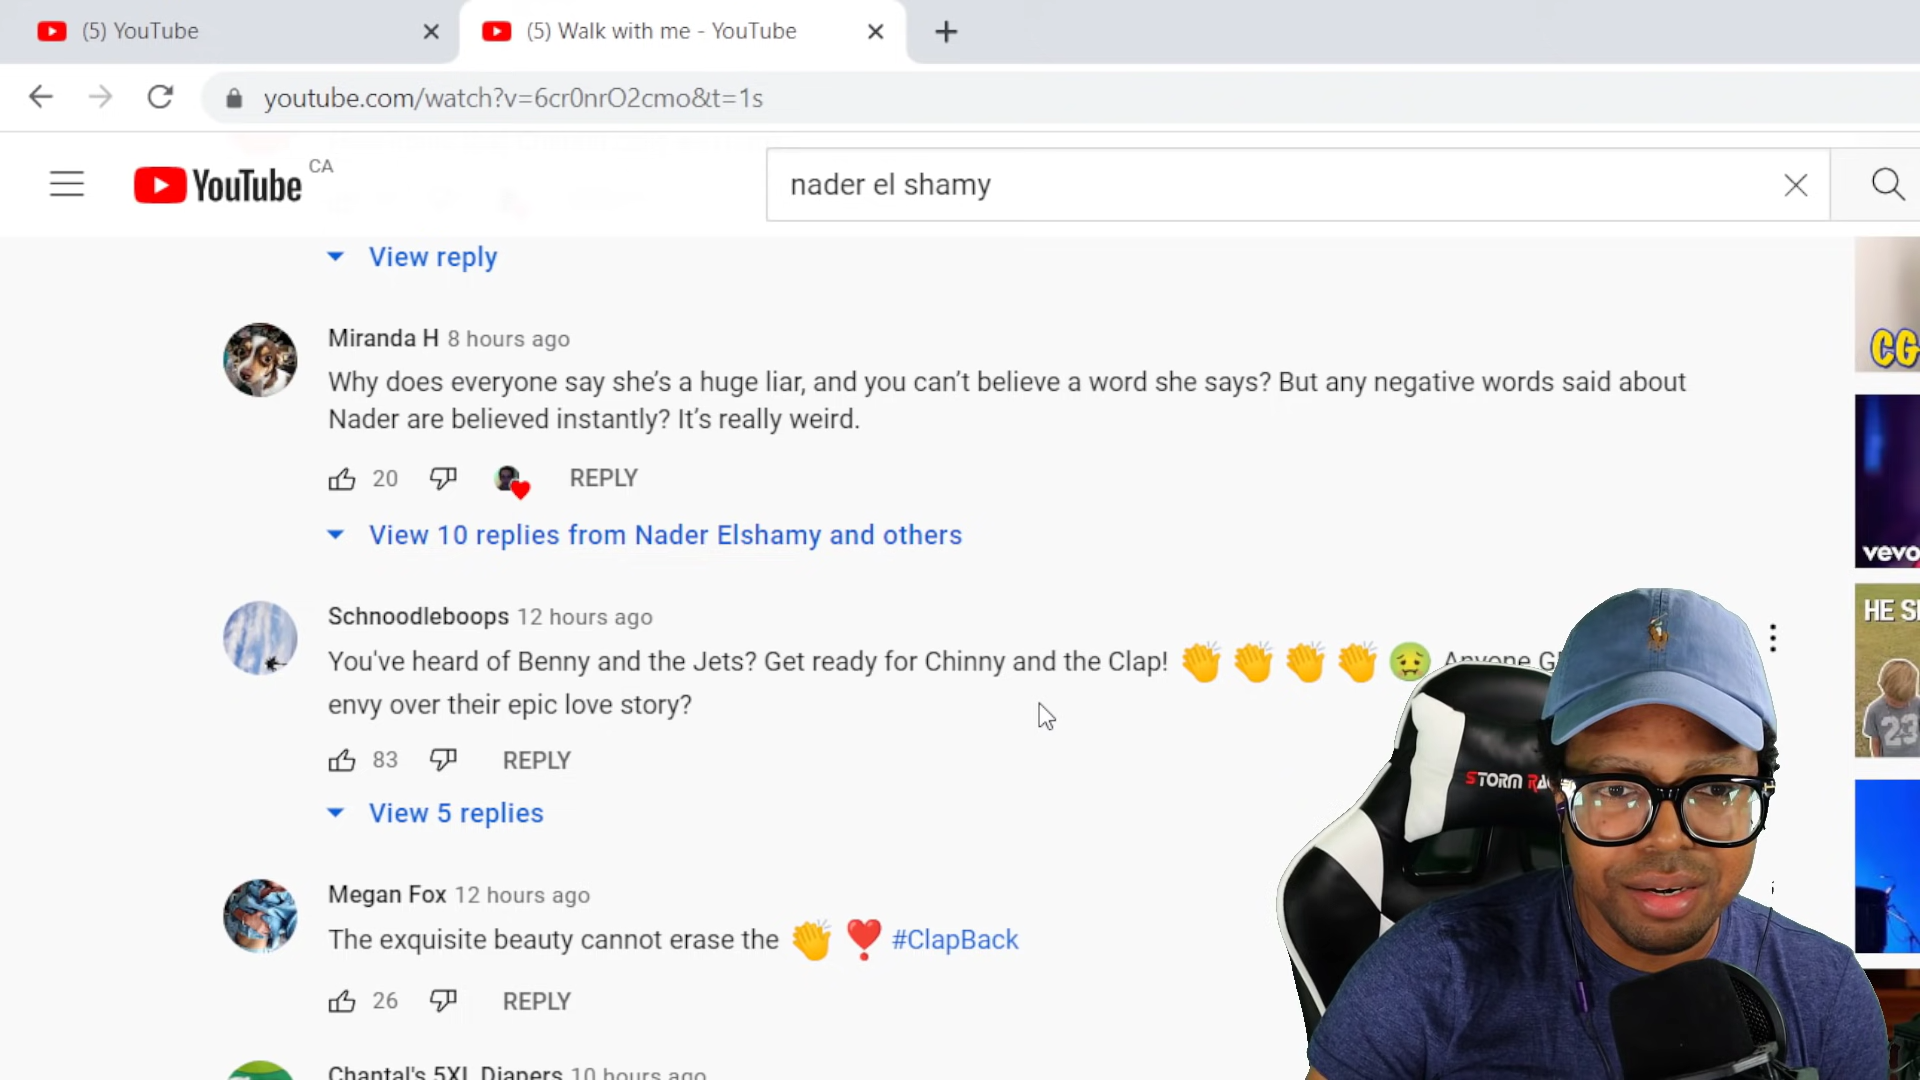 (5) YouTube
(5) Walk with me - YouTube
youtube.com/watch?v=6cr0nrO2cmo&t=1s
YouTube CA
nader el shamy
View reply
Miranda H 8 hours ago
Why does everyone say she's a huge liar, and you can't believe a word she says? But any negative words said about
Nader are believed instantly? It's really weird.
20 REPLY
View 10 replies from Nader Elshamy and others
Schnoodleboops 12 hours ago
You've heard of Benny and the Jets? Get ready for Chinny and the Clap! 👏 👏 👏 👏 🤢 Anyone
envy over their epic love story?
83 REPLY
View 5 replies
Megan Fox 12 hours ago
The exquisite beauty cannot erase the 👏 ❣️ #ClapBack
26 REPLY
Chantal's 5XL Diapers 10 hours ago
CG
vevo
HE
23
STORM